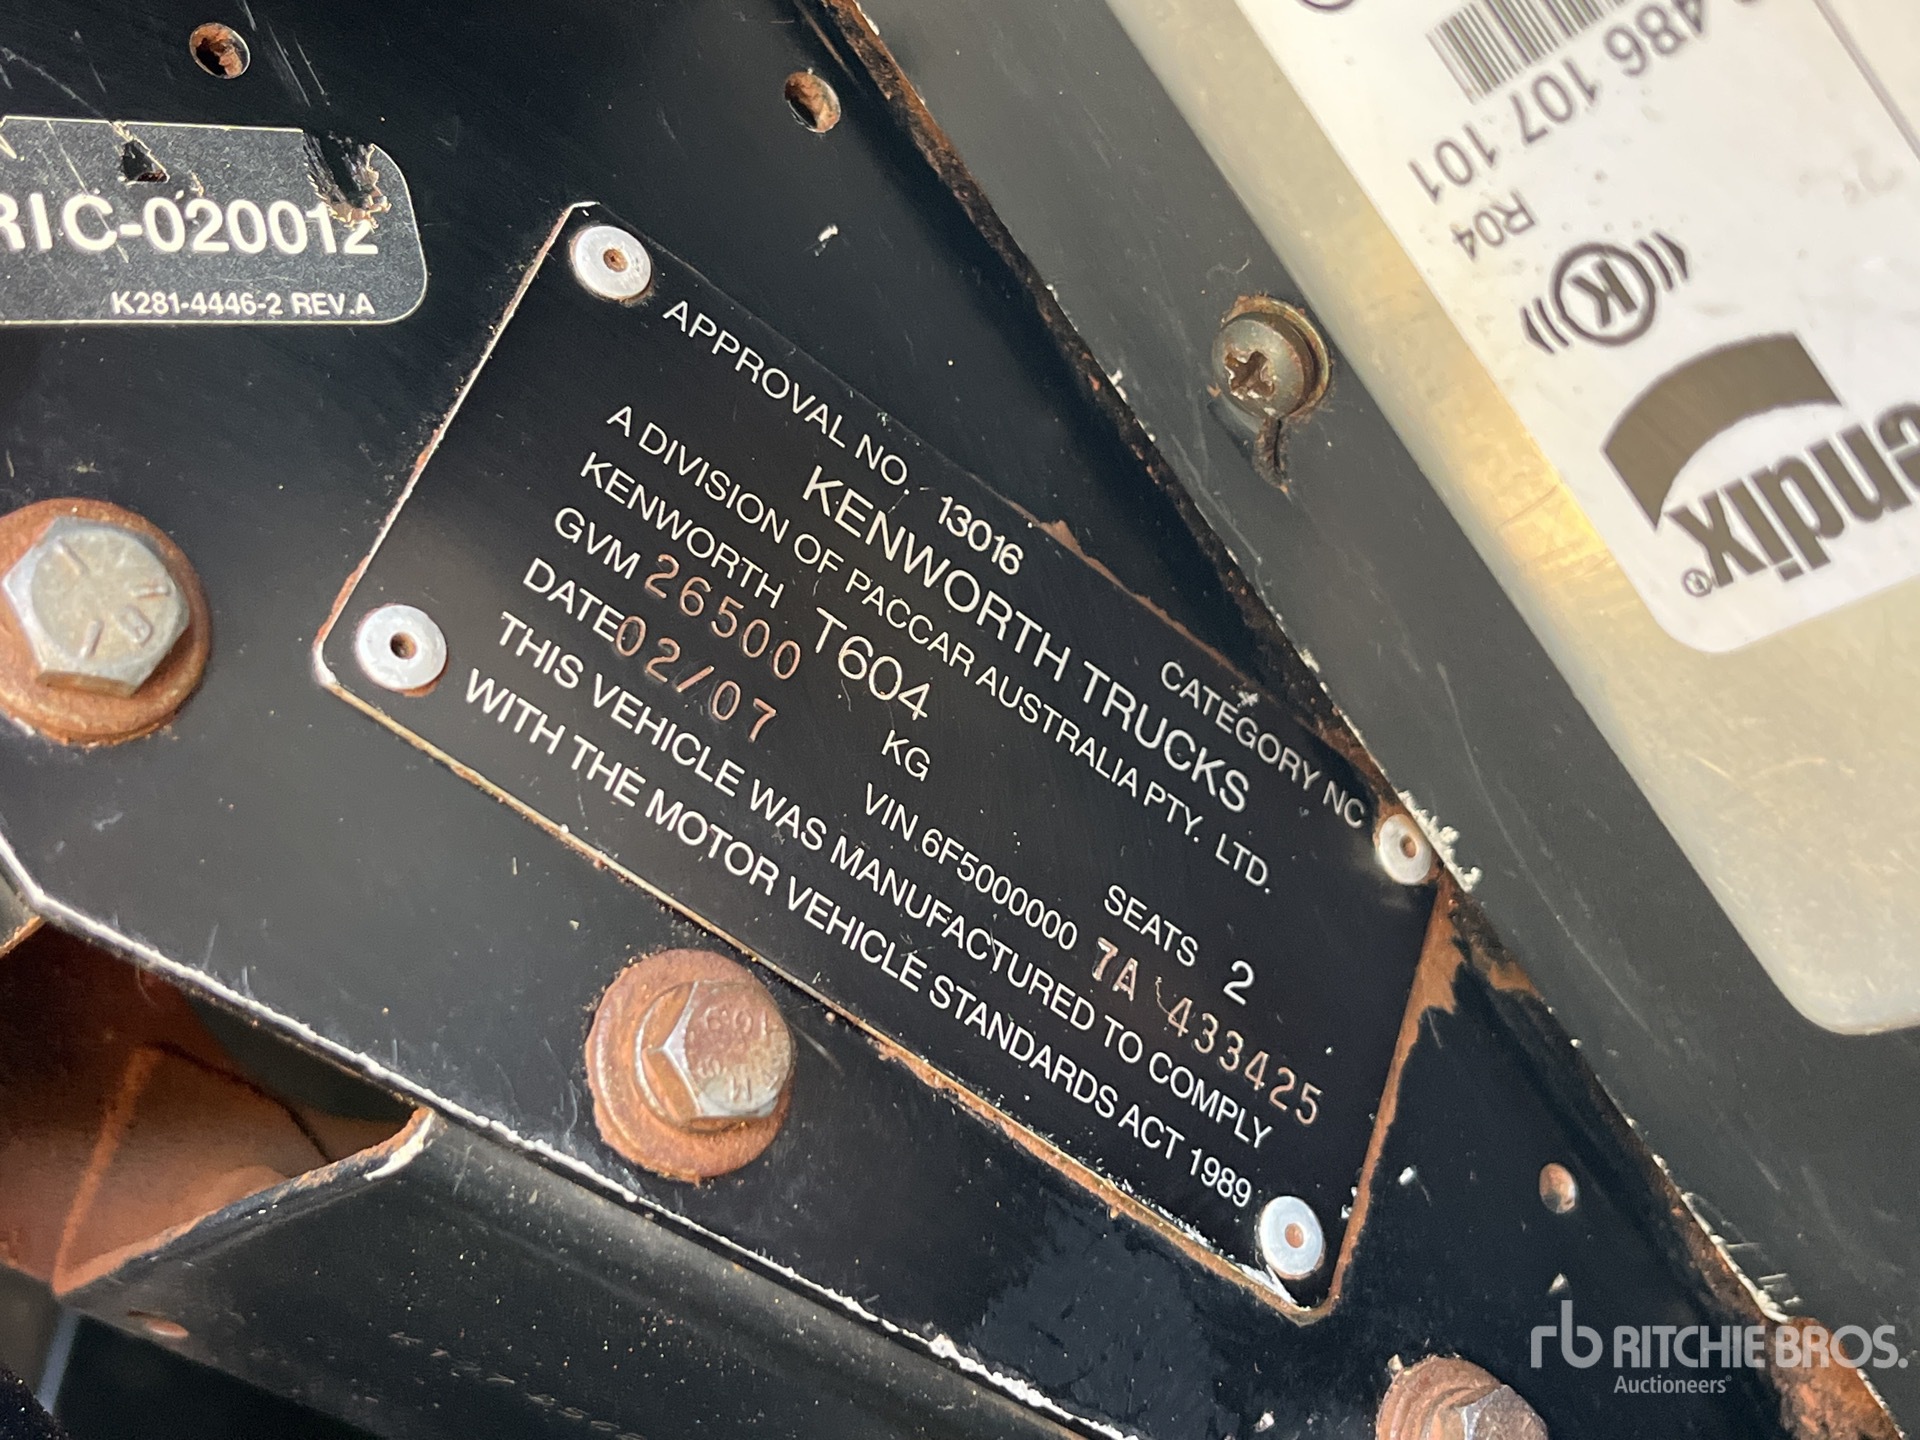 RIC-020012
K281-4446-2 REV.A
APPROVAL NO. 13016 CATEGORY NC
KENWORTH TRUCKS
A DIVISION OF PACCAR AUSTRALIA PTY. LTD.
KENWORTH T604 SEATS 2
GVM 26500 KG
DATE 02/07 VIN 6F5000000 7A 433425
THIS VEHICLE WAS MANUFACTURED TO COMPLY
WITH THE MOTOR VEHICLE STANDARDS ACT 1989
486 107 101
R04
K
endix®
rb RITCHIE BROS.
Auctioneers®